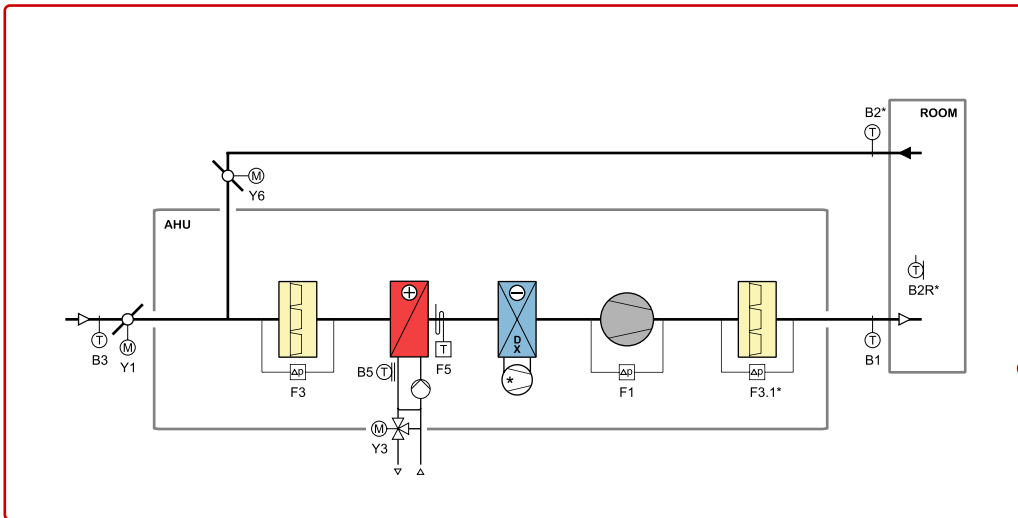 B2*
ROOM
T
M
Y6
AHU
T
B2R*
T
B3
M
Y1
Δp
F3
B5 T
T
F5
D
X
*
Δp
F1
Δp
F3.1*
T
B1
M
Y3